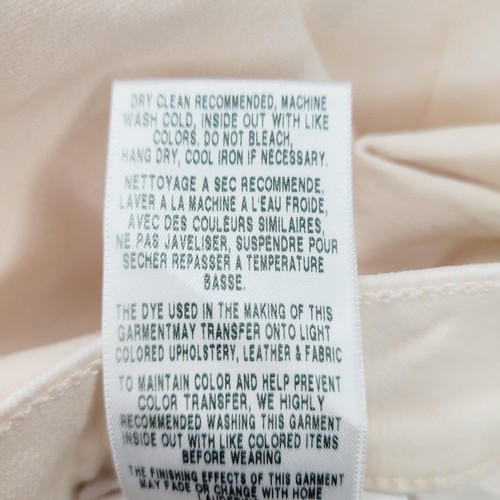 DRY CLEAN RECOMMENDED, MACHINE
WASH COLD, INSIDE OUT WITH LIKE
COLORS. DO NOT BLEACH,
HANG DRY, COOL IRON IF NECESSARY.
NETTOYAGE A SEC RECOMMENDE,
LAVER A LA MACHINE A L'EAU FROIDE,
AVEC DES COULEURS SIMILAIRES,
NE PAS JAVELISER, SUSPENDRE POUR
SECHER REPASSER A TEMPERATURE
BASSE.
THE DYE USED IN THE MAKING OF THIS
GARMENTMAY TRANSFER ONTO LIGHT
COLORED UPHOLSTERY, LEATHER & FABRIC
TO MAINTAIN COLOR AND HELP PREVENT
COLOR TRANSFER, WE HIGHLY
RECOMMENDED WASHING THIS GARMENT
INSIDE OUT WITH LIKE COLORED ITEMS
BEFORE WEARING
THE FINISHING EFFECTS OF THIS GARMENT
MAY FADE OR CHANGE WITH HOME